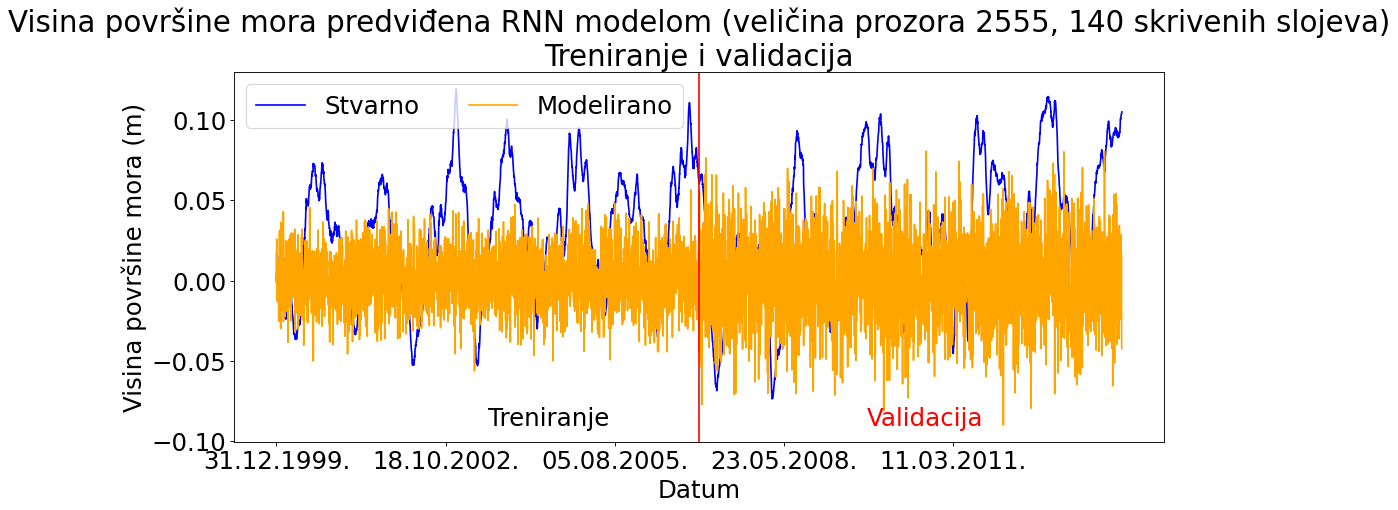 Visina površine mora predviđena RNN modelom (veličina prozora 2555, 140 skrivenih slojeva)
Treniranje i validacija
Stvarno Modelirano
Visina površine mora (m)
0.10
0.05
0.00
−0.05
−0.10
Treniranje Validacija
31.12.1999. 18.10.2002. 05.08.2005. 23.05.2008. 11.03.2011.
Datum